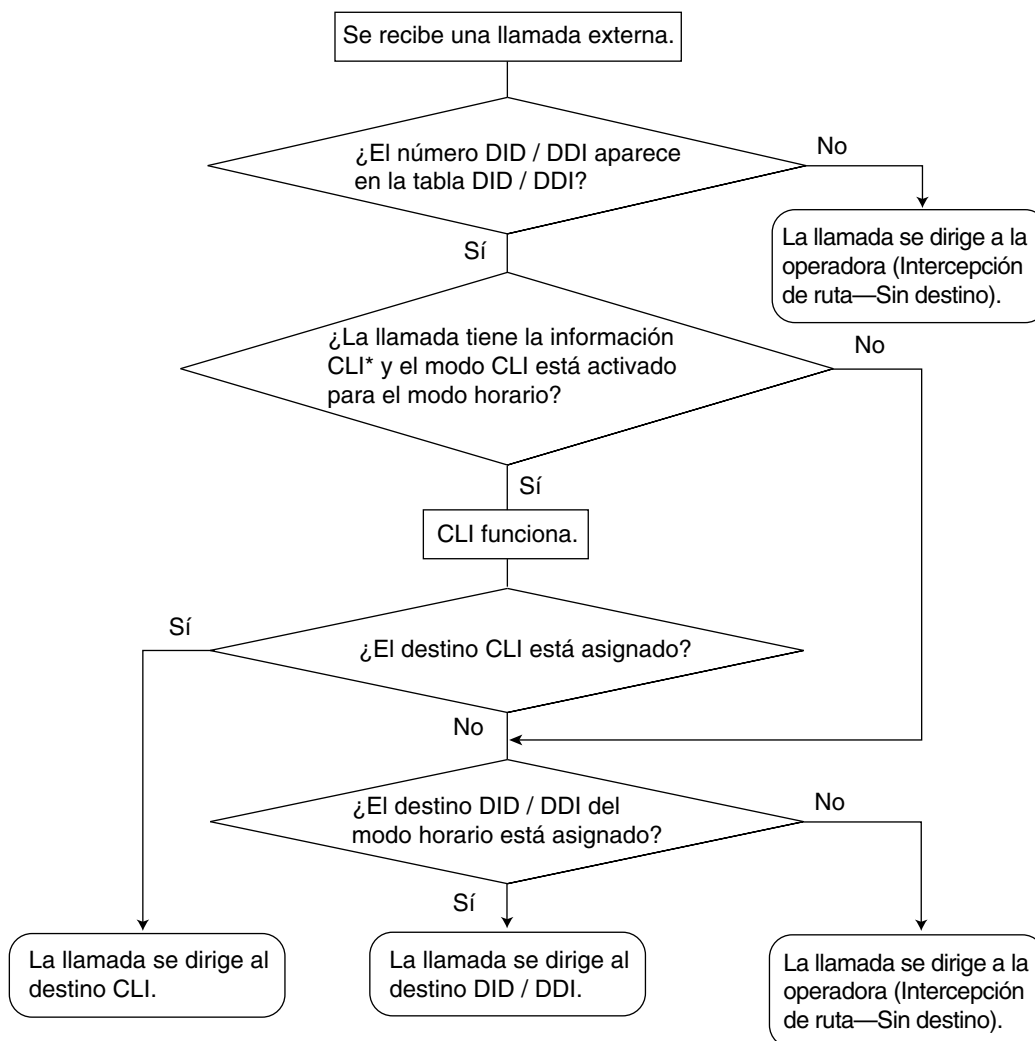 Se recibe una llamada externa.
¿El número DID / DDI aparece
en la tabla DID / DDI?
No
Sí
La llamada se dirige a la
operadora (Intercepción
de ruta—Sin destino).
¿La llamada tiene la información
CLI* y el modo CLI está activado
para el modo horario?
No
Sí
CLI funciona.
Sí
¿El destino CLI está asignado?
No
¿El destino DID / DDI del
modo horario está asignado?
No
Sí
La llamada se dirige al
destino CLI.
La llamada se dirige al
destino DID / DDI.
La llamada se dirige a la
operadora (Intercepción
de ruta—Sin destino).